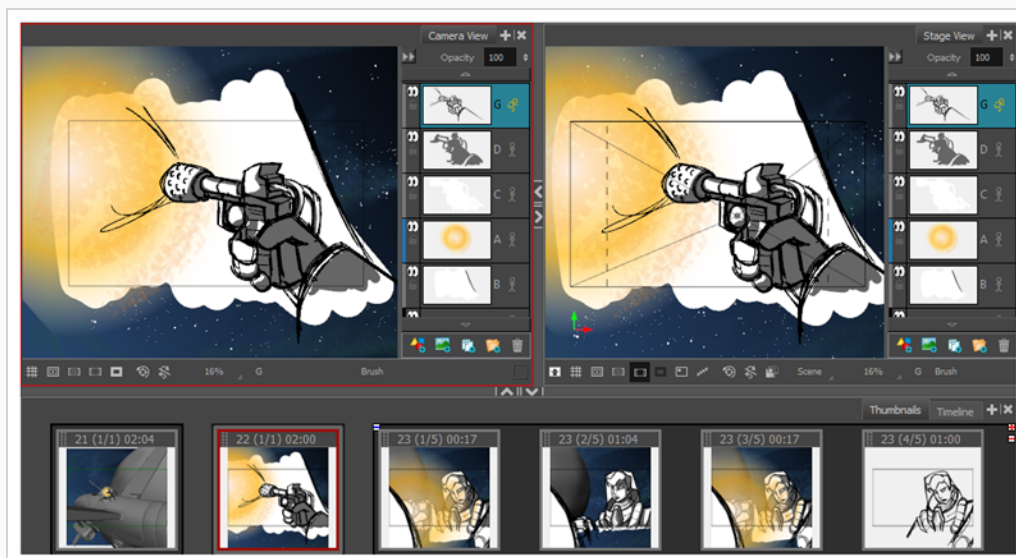 Camera View
Opacity 100
G
D
C
A
B
16% G Brush
Stage View
Opacity 100
G
D
C
A
B
Scene 16% G Brush
Thumbnails Timeline
21 (1/1) 02:04
22 (1/1) 02:00
23 (1/5) 00:17
23 (2/5) 01:04
23 (3/5) 00:17
23 (4/5) 01:00